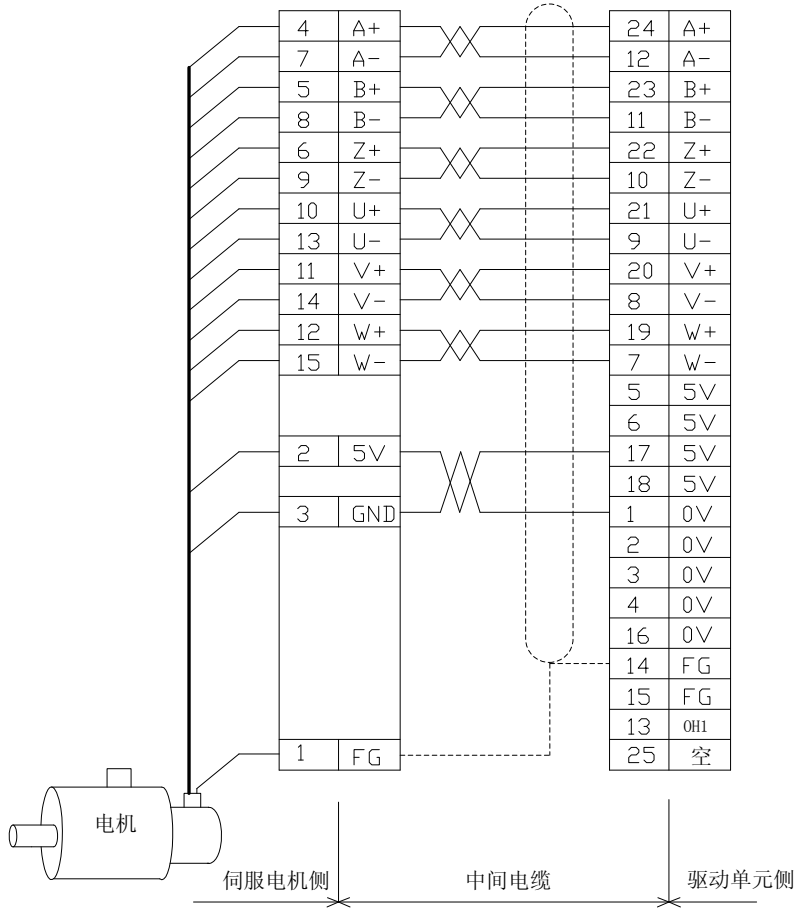 4 A+ 24 A+
7 A- 12 A-
5 B+ 23 B+
8 B- 11 B-
6 Z+ 22 Z+
9 Z- 10 Z-
10 U+ 21 U+
13 U- 9 U-
11 V+ 20 V+
14 V- 8 V-
12 W+ 19 W+
15 W- 7 W-
5 5V
6 5V
2 5V 17 5V
18 5V
3 GND 1 0V
2 0V
3 0V
4 0V
16 0V
14 FG
15 FG
13 OH1
1 FG 25 空
电机
伺服电机侧 中间电缆 驱动单元侧